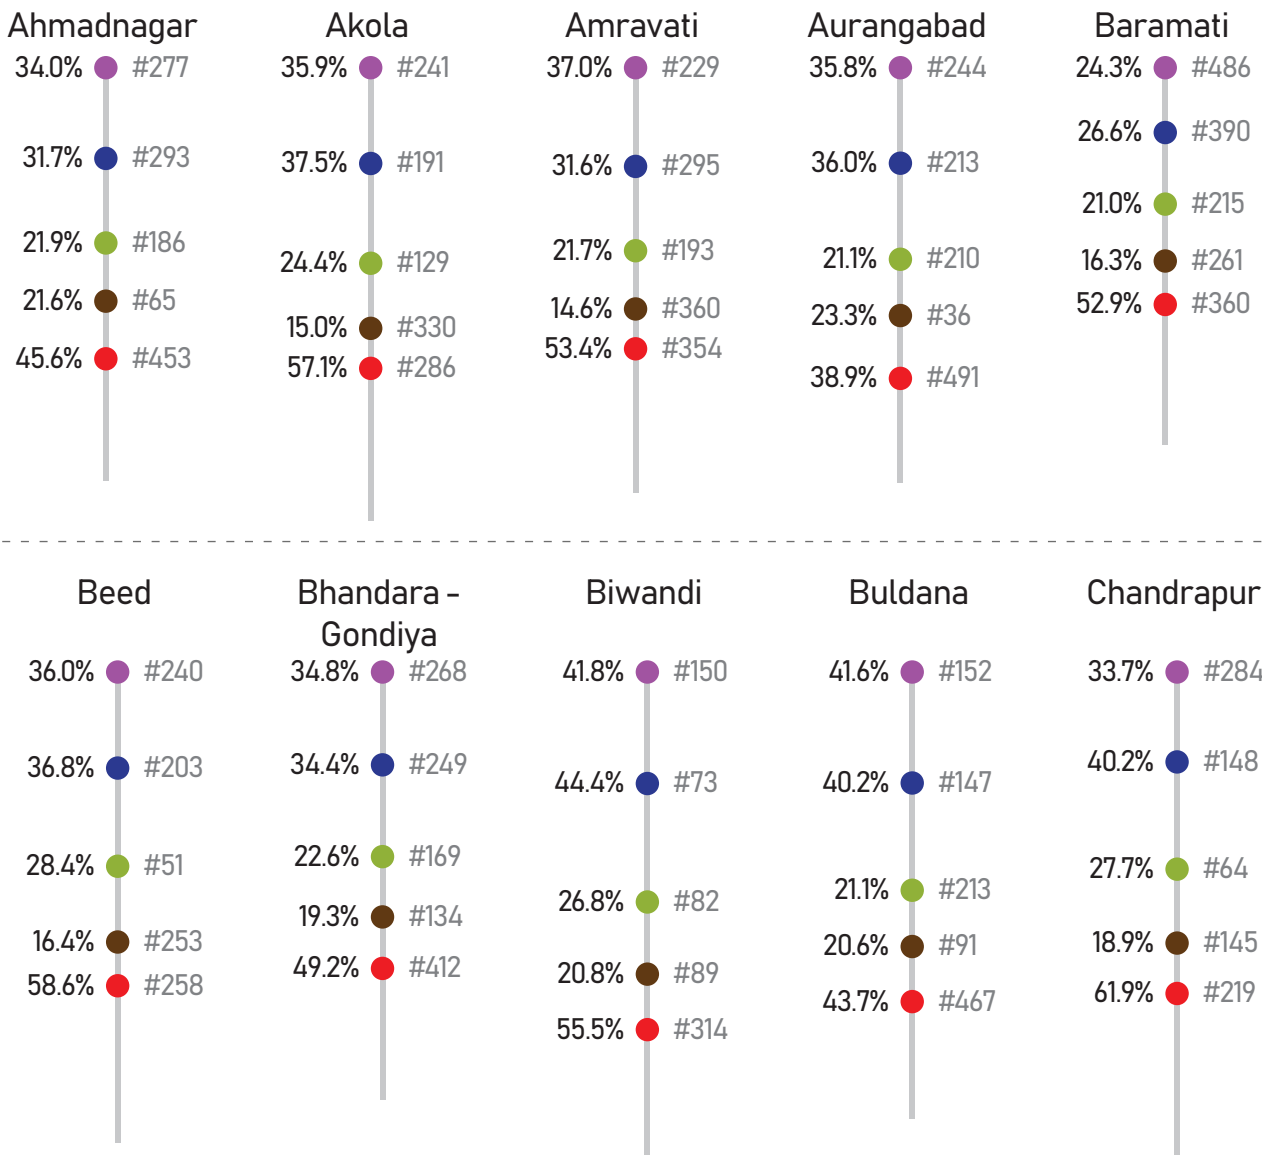 Ahmadnagar Akola Amravati Aurangabad Baramati
34.0% #277 35.9% #241 37.0% #229 35.8% #244 24.3% #486
31.7% #293 37.5% #191 31.6% #295 36.0% #213 26.6% #390
21.9% #186 24.4% #129 21.7% #193 21.1% #210 21.0% #215
21.6% #65 15.0% #330 14.6% #360 23.3% #36 16.3% #261
45.6% #453 57.1% #286 53.4% #354 38.9% #491 52.9% #360
Beed Bhandara - Biwandi Buldana Chandrapur
Gondiya
36.0% #240 34.8% #268 41.8% #150 41.6% #152 33.7% #284
36.8% #203 34.4% #249 44.4% #73 40.2% #147 40.2% #148
28.4% #51 22.6% #169 26.8% #82 21.1% #213 27.7% #64
16.4% #253 19.3% #134 20.8% #89 20.6% #91 18.9% #145
58.6% #258 49.2% #412 55.5% #314 43.7% #467 61.9% #219